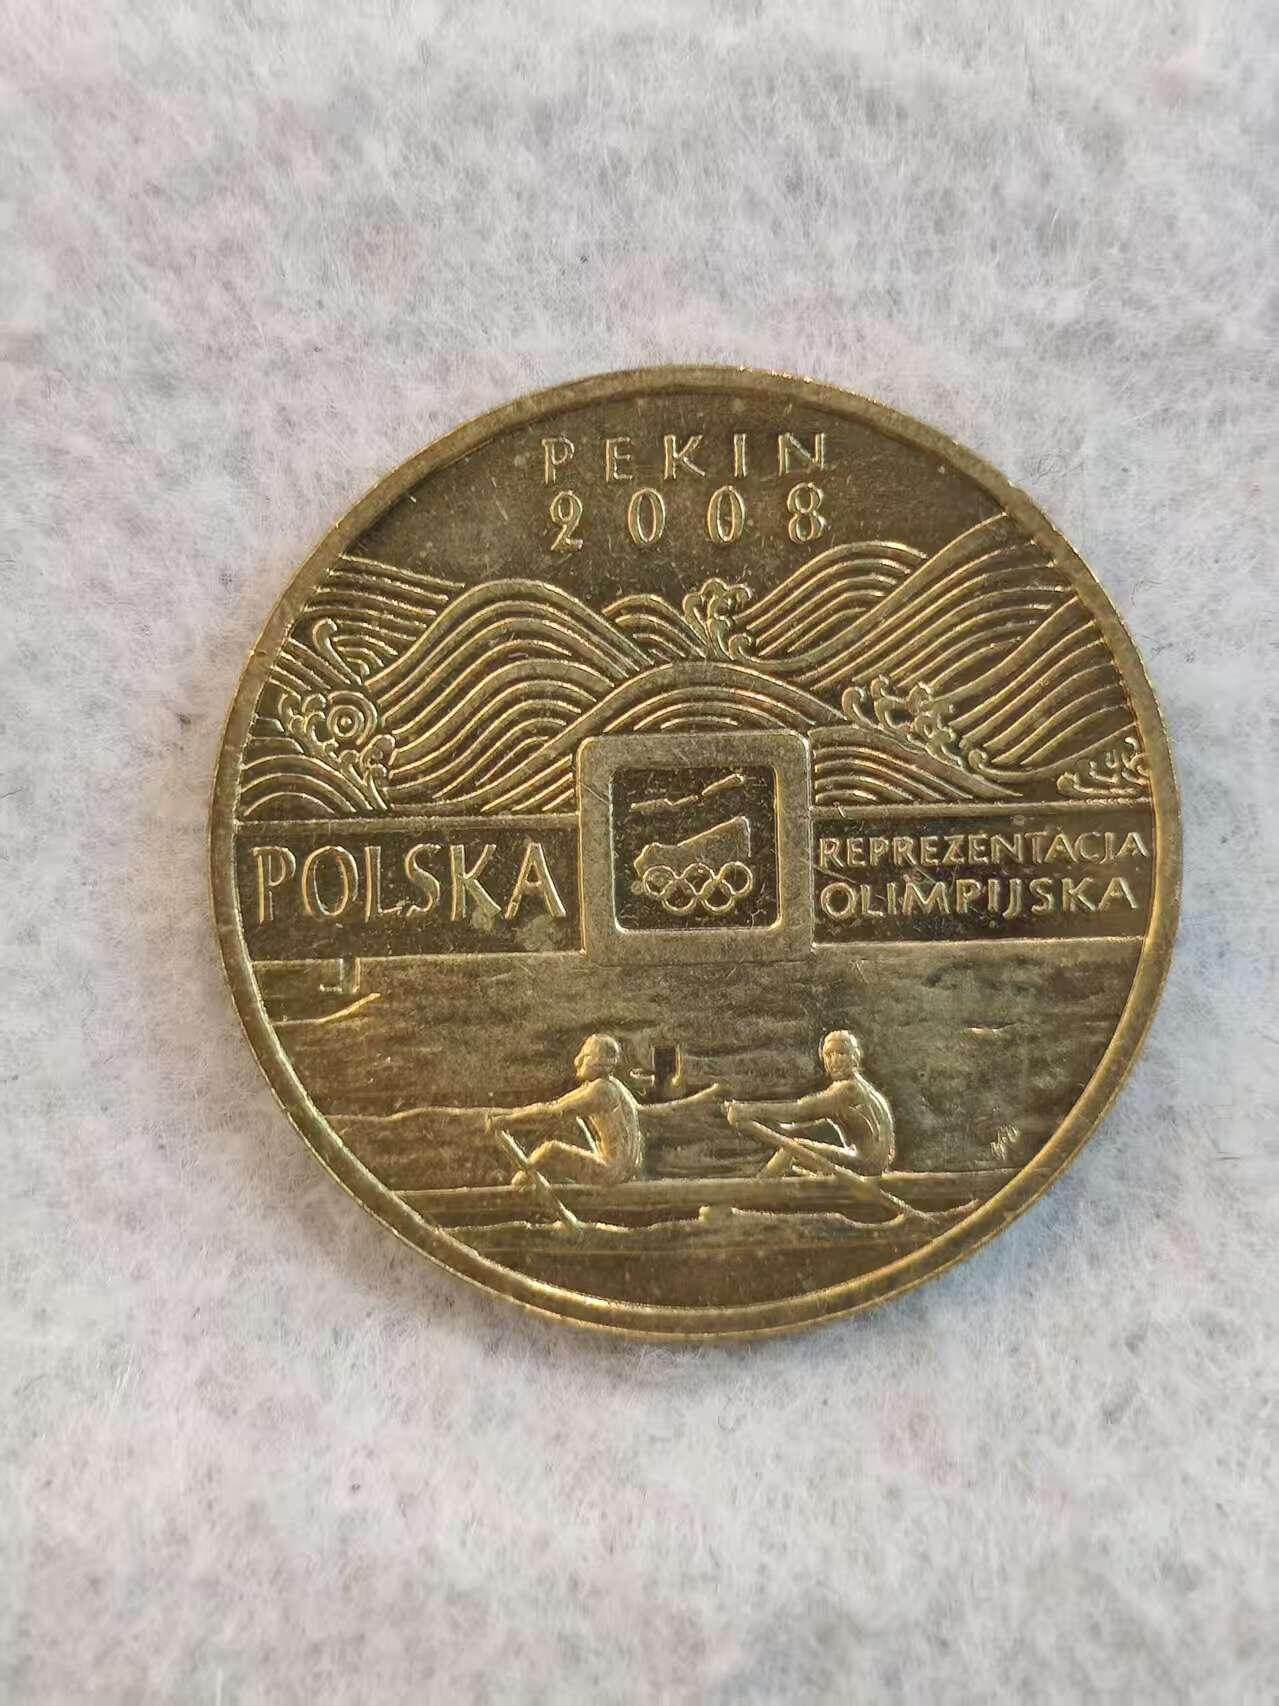 PEKIN
2008
POLSKA
REPREZENTACJA
OLIMPIJSKA